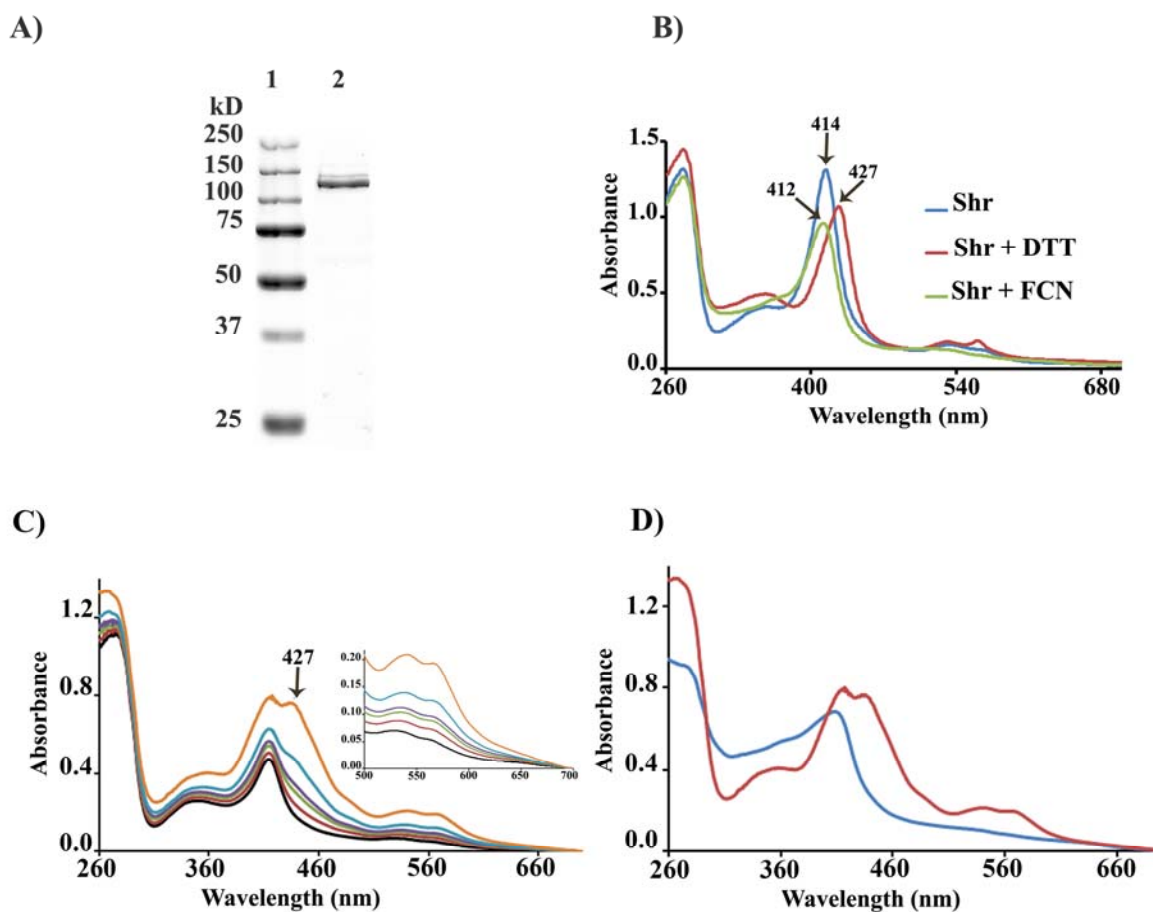 A)
1 2
kD
250
150
100
75
50
37
25
B)
414
412 427
1.5
1.0
0.5
0.0
Absorbance
Shr
Shr + DTT
Shr + FCN
260 400 540 680
Wavelength (nm)
C)
427
1.2
0.8
0.4
0.0
Absorbance
0.20
0.15
0.10
0.05
0.00
500 550 600 650 700
260 360 460 560 660
Wavelength (nm)
D)
1.2
0.8
0.4
0.0
Absorbance
260 360 460 560 660
Wavelength (nm)